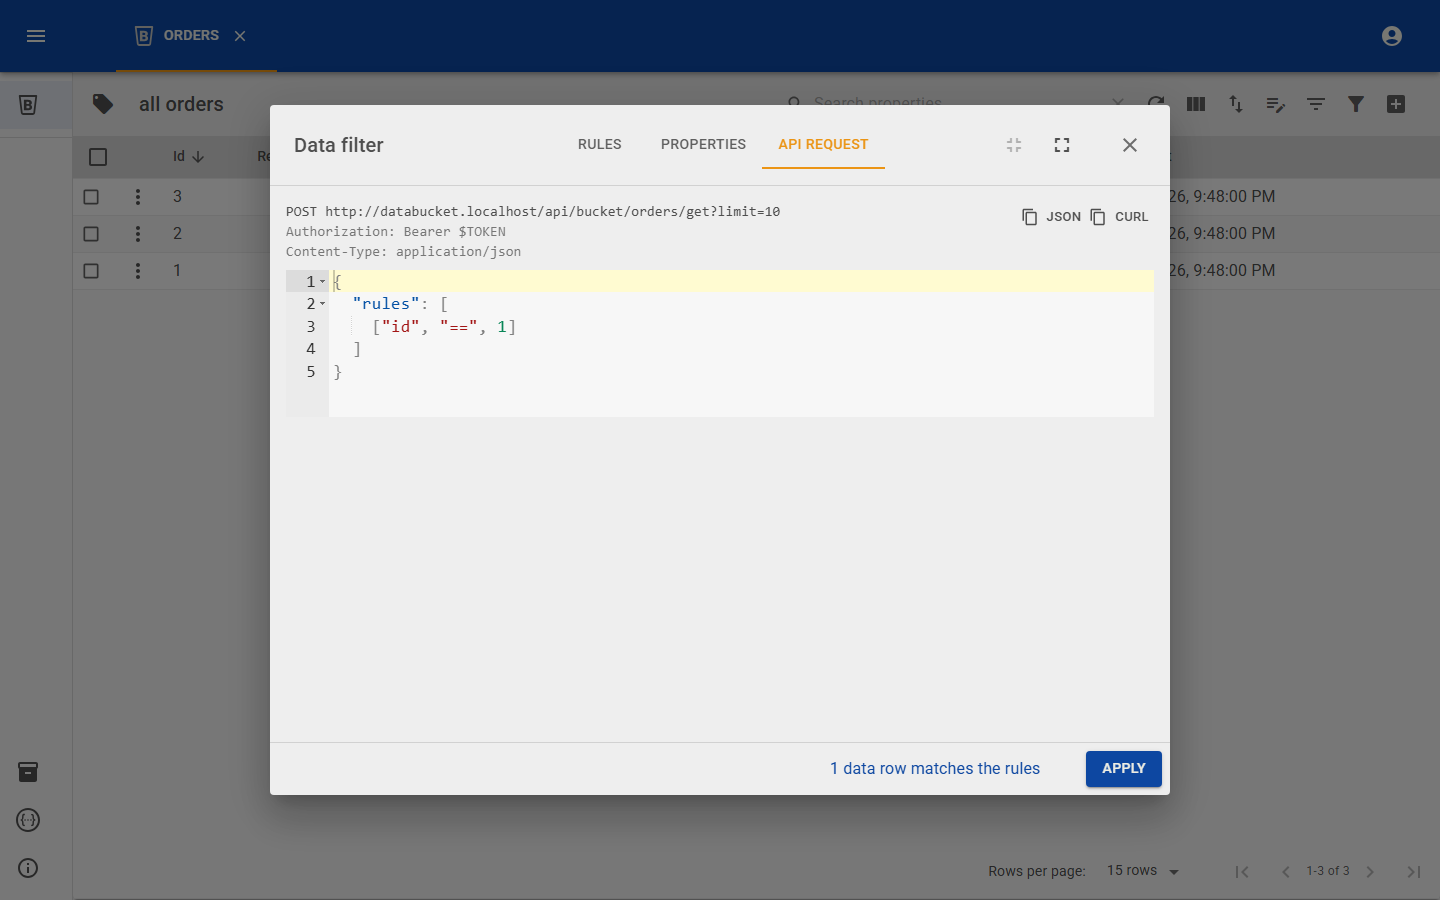 ORDERS
all orders
Search properties
Id
Re
3
26, 9:48:00 PM
2
26, 9:48:00 PM
1
26, 9:48:00 PM
Data filter
RULES
PROPERTIES
API REQUEST
POST http://databucket.localhost/api/bucket/orders/get?limit=10
Authorization: Bearer $TOKEN
Content-Type: application/json
JSON
CURL
1 {
2 "rules": [
3 ["id", "==", 1]
4 ]
5 }
1 data row matches the rules
APPLY
Rows per page:
15 rows
1-3 of 3